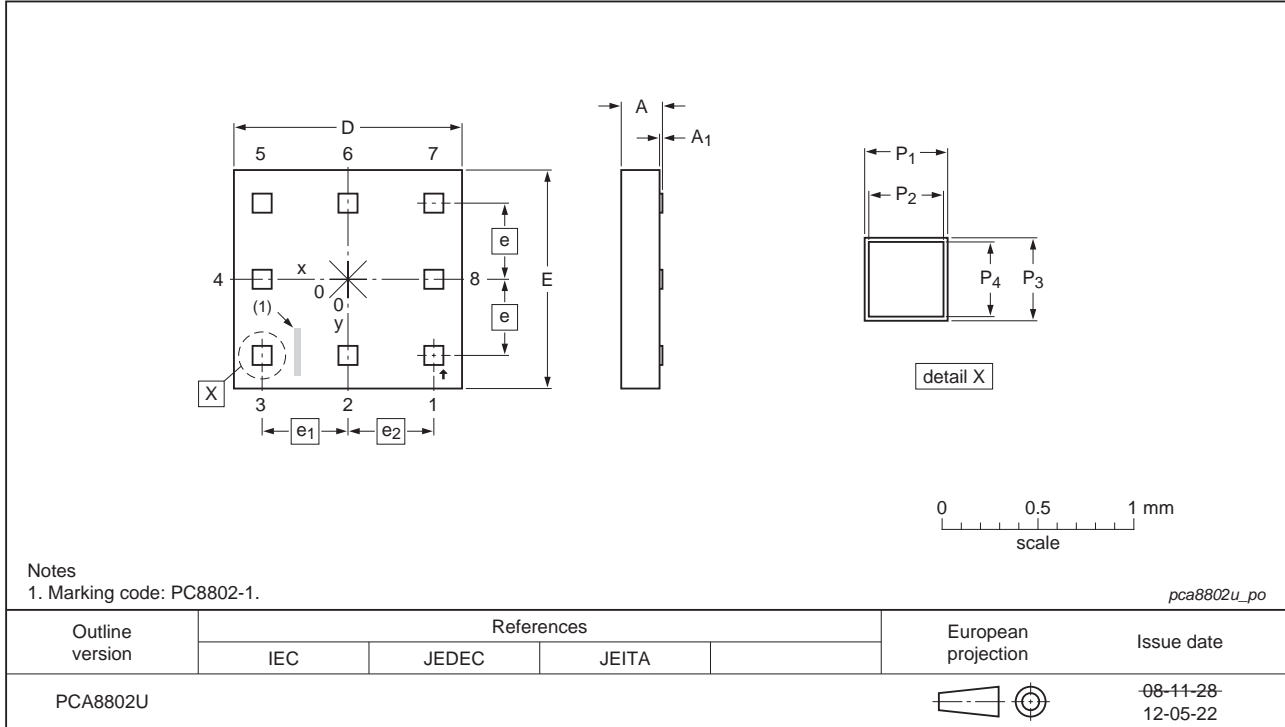 D
A
A1
5 6 7
P1
P2
e
4
x
0
0
y
8
E
P4
P3
(1)
e
X
detail X
3 2 1
e1
e2
0 0.5 1 mm
scale
Notes
1. Marking code: PC8802-1.
pca8802u_po
Outline version
References
European projection
Issue date
IEC
JEDEC
JEITA
PCA8802U
08-11-28
12-05-22